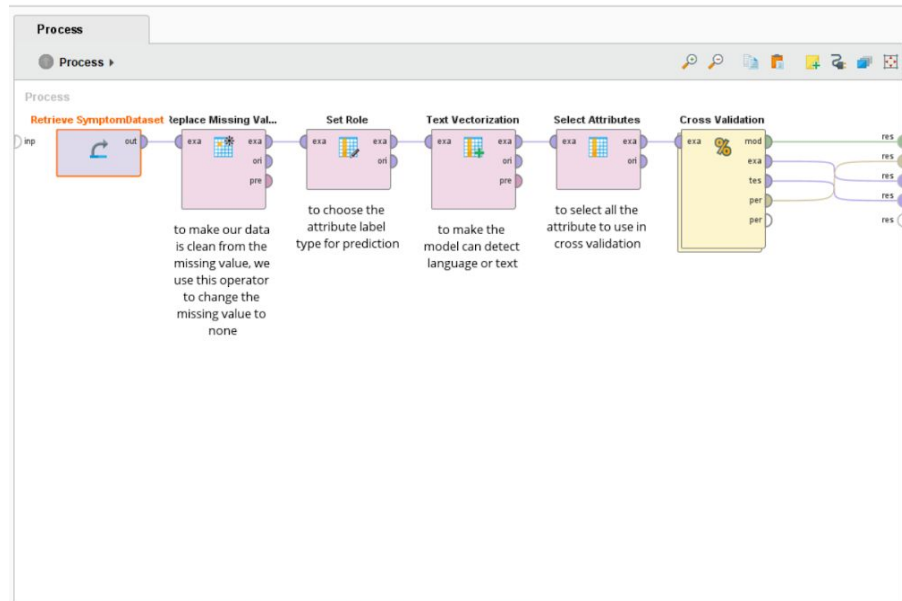 Process
Process
Process
Retrieve SymptomDataset
Replace Missing Val...
Set Role
Text Vectorization
Select Attributes
Cross Validation
inp
out
exa exa
ori
pre
exa exa
ori
exa exa
ori
pre
exa exa
ori
exa mod
exa
tes
per
per
res
res
res
res
res
to make our data
is clean from the
missing value, we
use this operator
to change the
missing value to
none
to choose the
attribute label
type for prediction
to make the
model can detect
language or text
to select all the
attribute to use in
cross validation